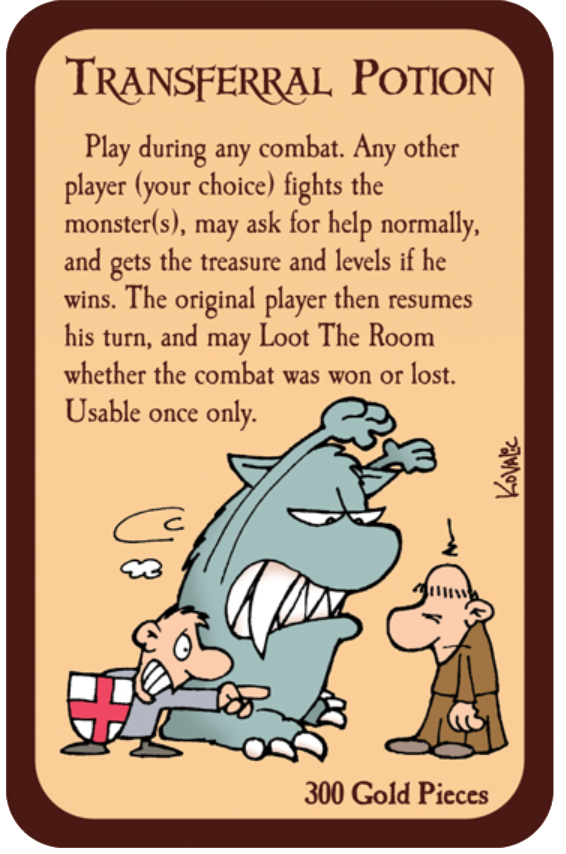 Transferral Potion
Play during any combat. Any other
player (your choice) fights the
monster(s), may ask for help normally,
and gets the treasure and levels if he
wins. The original player then resumes
his turn, and may Loot The Room
whether the combat was won or lost.
Usable once only.
Kovalic
300 Gold Pieces